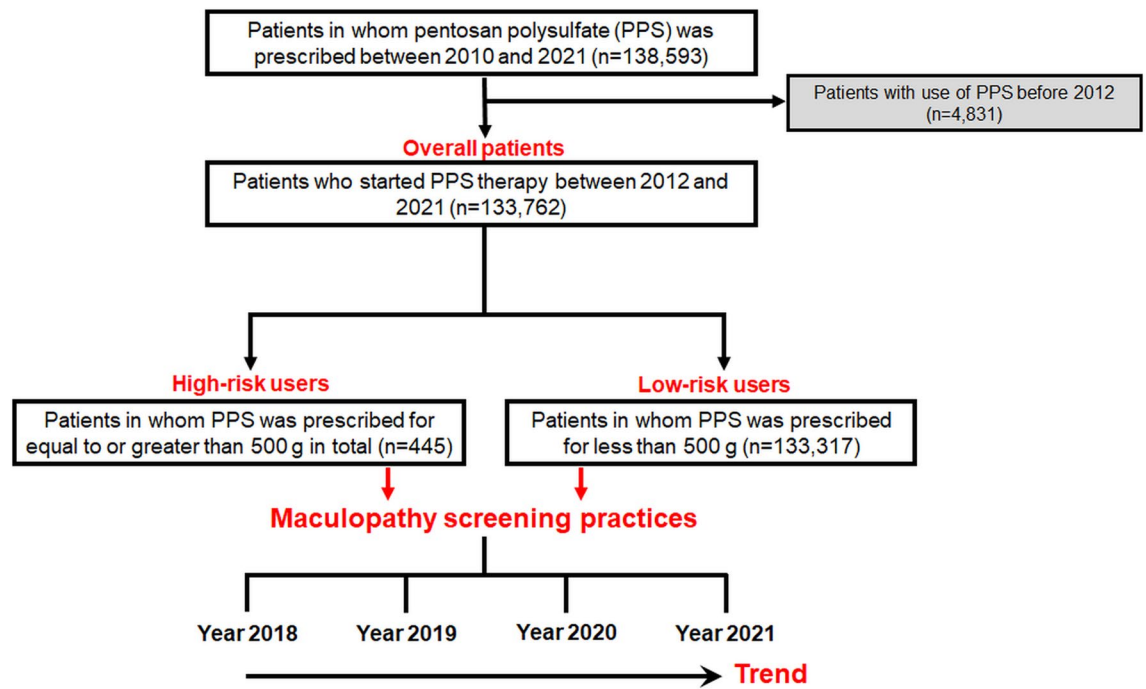 Patients in whom pentosan polysulfate (PPS) was
prescribed between 2010 and 2021 (n=138,593)
Patients with use of PPS before 2012
(n=4,831)
Overall patients
Patients who started PPS therapy between 2012 and
2021 (n=133,762)
High-risk users
Patients in whom PPS was prescribed for
equal to or greater than 500 g in total (n=445)
Low-risk users
Patients in whom PPS was prescribed
for less than 500 g (n=133,317)
Maculopathy screening practices
Year 2018
Year 2019
Year 2020
Year 2021
Trend